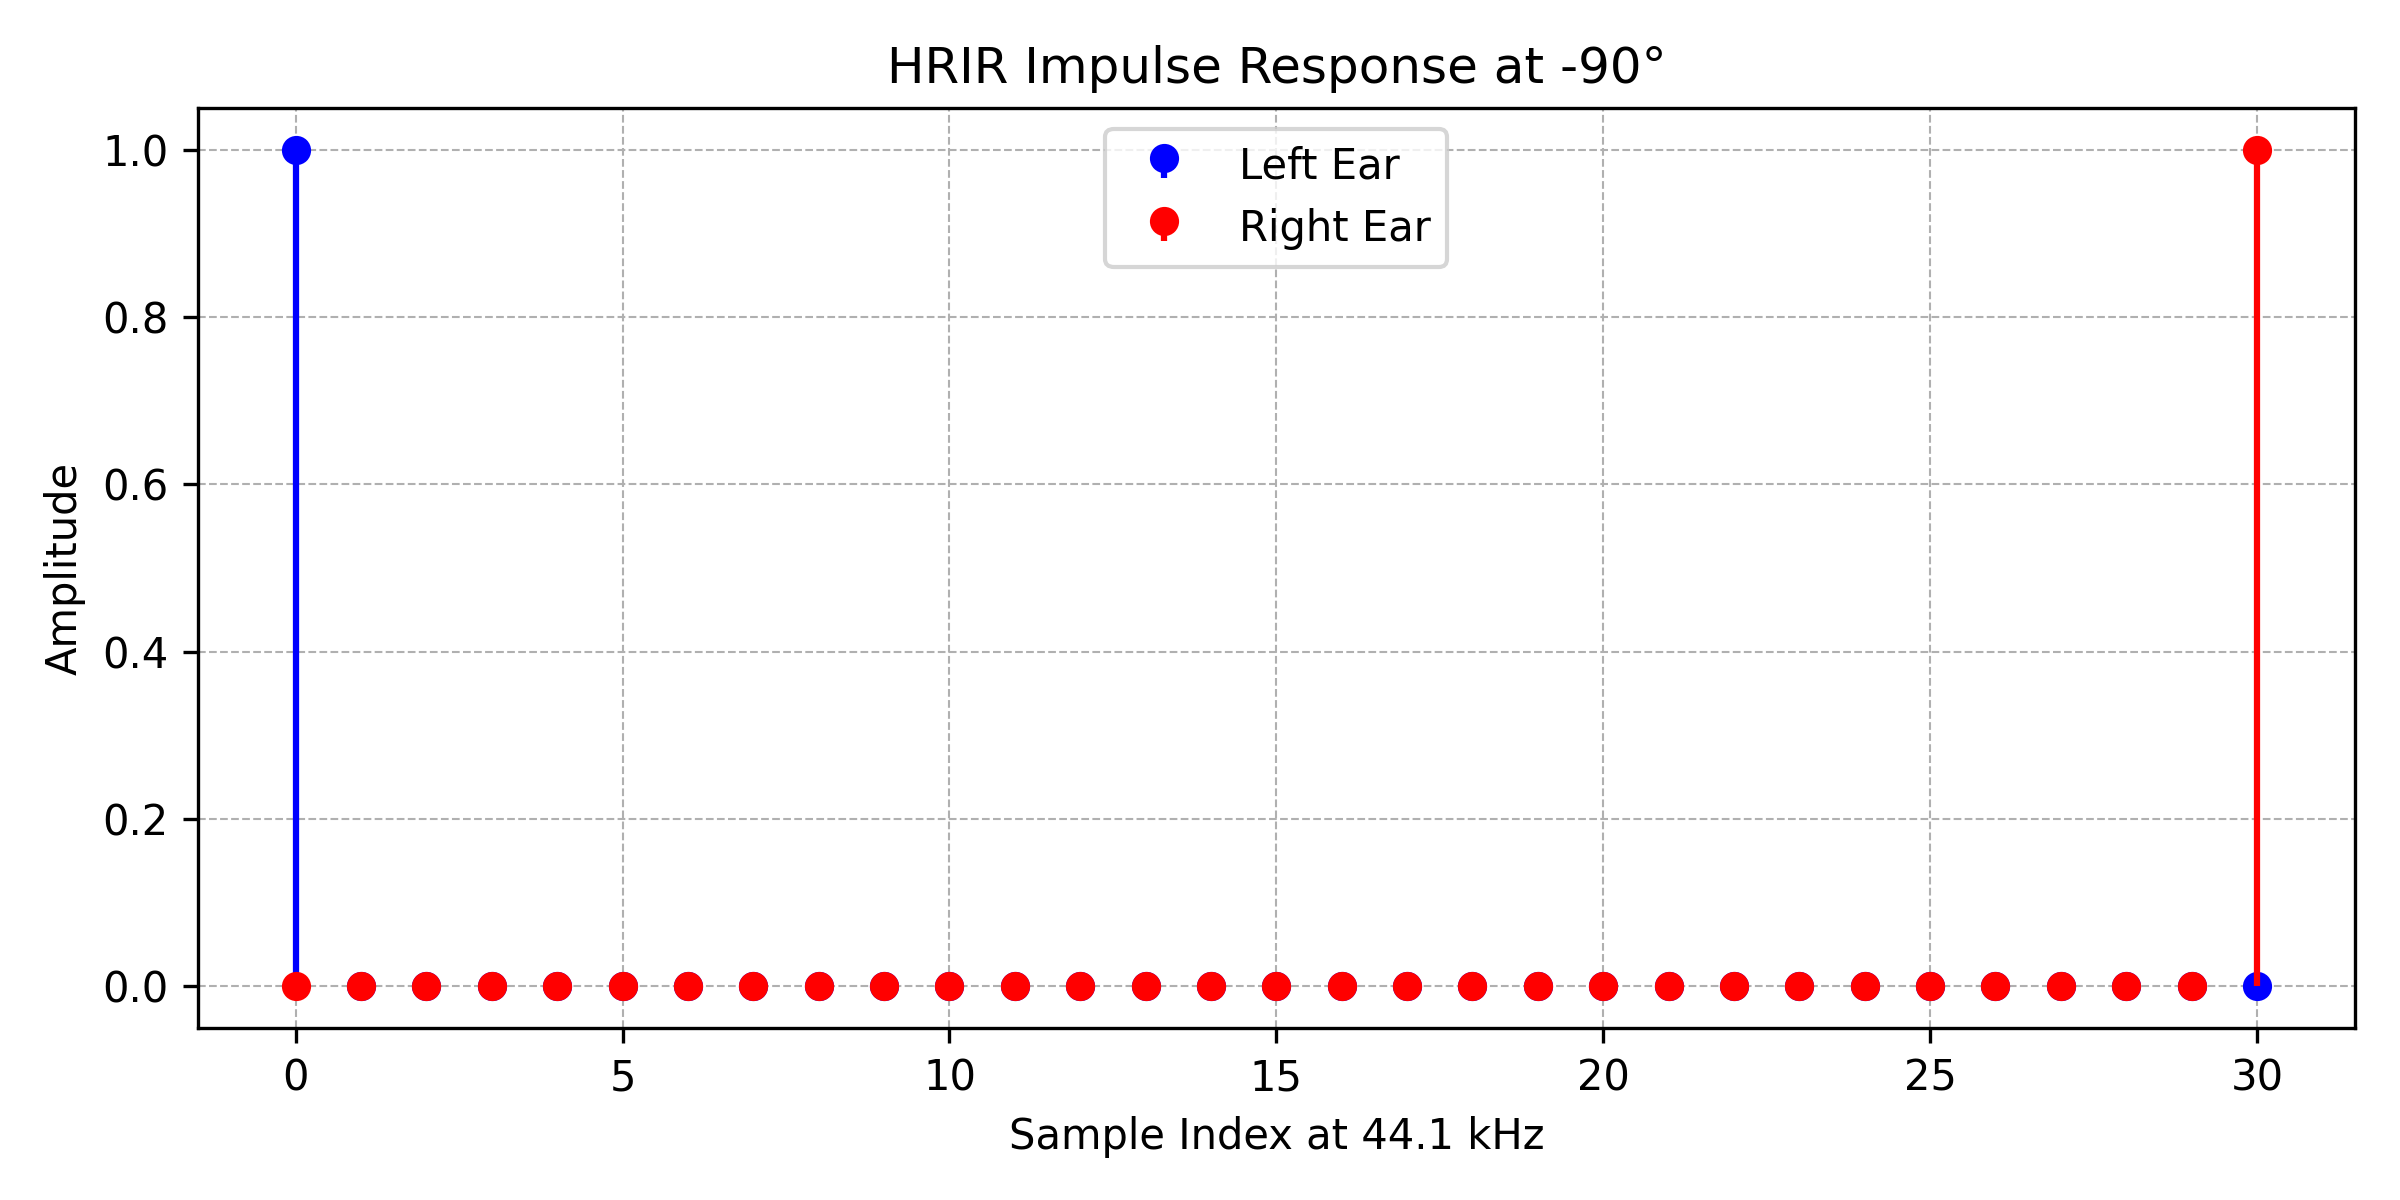 HRIR Impulse Response at -90°
Left Ear
Right Ear
Amplitude
1.0
0.8
0.6
0.4
0.2
0.0
0 5 10 15 20 25 30
Sample Index at 44.1 kHz